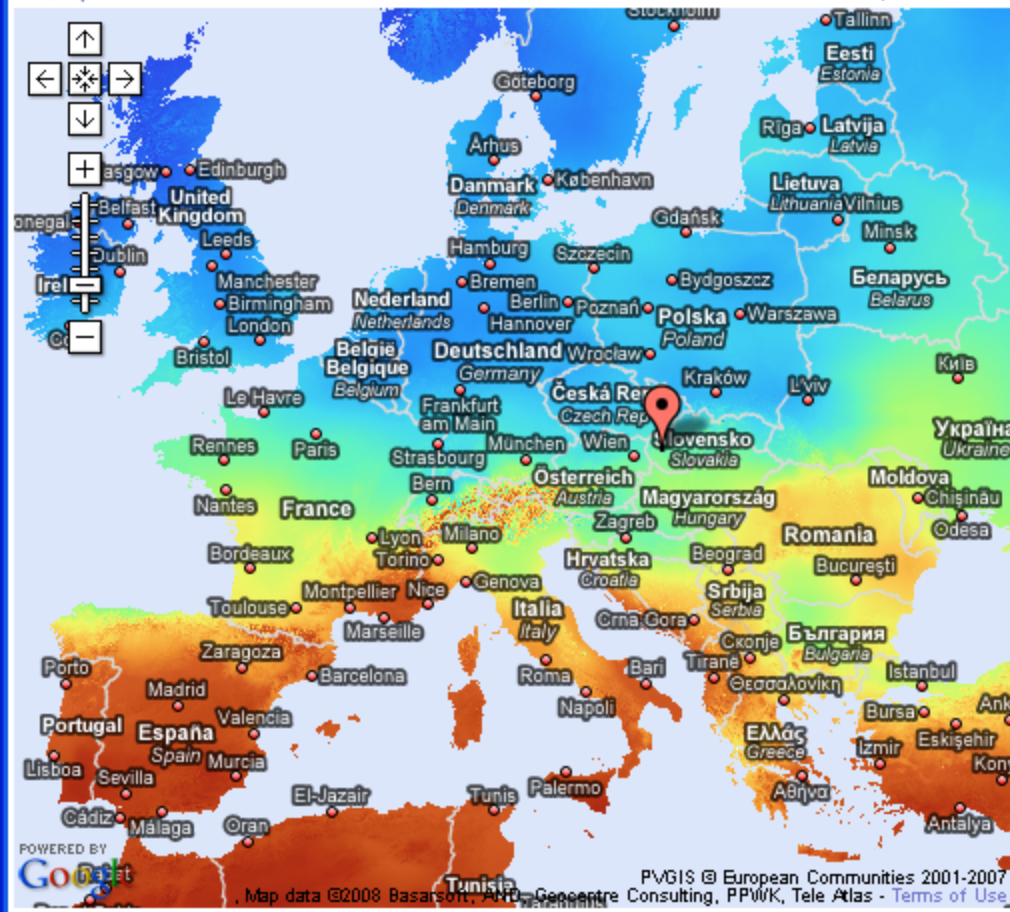 Stockholm
Tallinn
Eesti
Estonia
Göteborg
Rīga
Latvija
Latvia
Århus
asgow
Edinburgh
Danmark
København
Denmark
Lietuva
Lithuania
Vilnius
United
Kingdom
Belfast
onegal
Gdańsk
Minsk
Leeds
Dublin
Hamburg
Szczecin
Irel
Manchester
Bremen
Bydgoszcz
Беларусь
Belarus
Birmingham
Nederland
Netherlands
Berlin
Poznań
Polska
Poland
Warszawa
Hannover
London
Bristol
België
Belgique
Belgium
Deutschland
Germany
Wrocław
Київ
Kraków
L'viv
Česká Rep
Czech Rep
Le Havre
Frankfurt
am Main
Rennes
Paris
Strasbourg
München
Wien
Slovensko
Slovakia
Україна
Ukraine
Bern
Österreich
Austria
Moldova
Chişinău
Nantes
France
Magyarország
Hungary
Zagreb
Odesa
Lyon
Milano
Romania
Torino
Bordeaux
Hrvatska
Croatia
Beograd
Bucureşti
Genova
Montpellier
Nice
Toulouse
Italia
Italy
Srbija
Serbia
Marseille
Crna Gora
България
Bulgaria
Скопје
Zaragoza
Porto
Barcelona
Roma
Bari
Tiranë
Istanbul
Θεσσαλονίκη
Madrid
Napoli
Bursa
Ank
Portugal
Valencia
España
Spain
Ελλάς
Greece
Eskişehir
Izmir
Lisboa
Murcia
Sevilla
Kony
Palermo
Αθήνα
El-Jazair
Tunis
Cádiz
Málaga
Oran
Antalya
POWERED BY
Google
Rabat
Tunisia
PVGIS © European Communities 2001-2007
, Map data ©2008 Basarsoft, AND, Geocentre Consulting, PPWK, Tele Atlas - Terms of Use